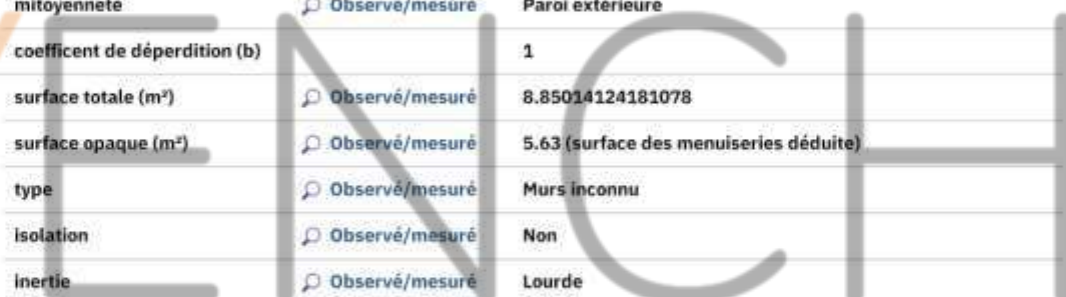 mitoyenneté Observé/mesuré Paroi extérieure
coefficent de déperdition (b) 1
surface totale (m²) Observé/mesuré 8.85014124181078
surface opaque (m²) Observé/mesuré 5.63 (surface des menuiseries déduite)
type Observé/mesuré Murs inconnu
isolation Observé/mesuré Non
inertie Observé/mesuré Lourde
ENCH